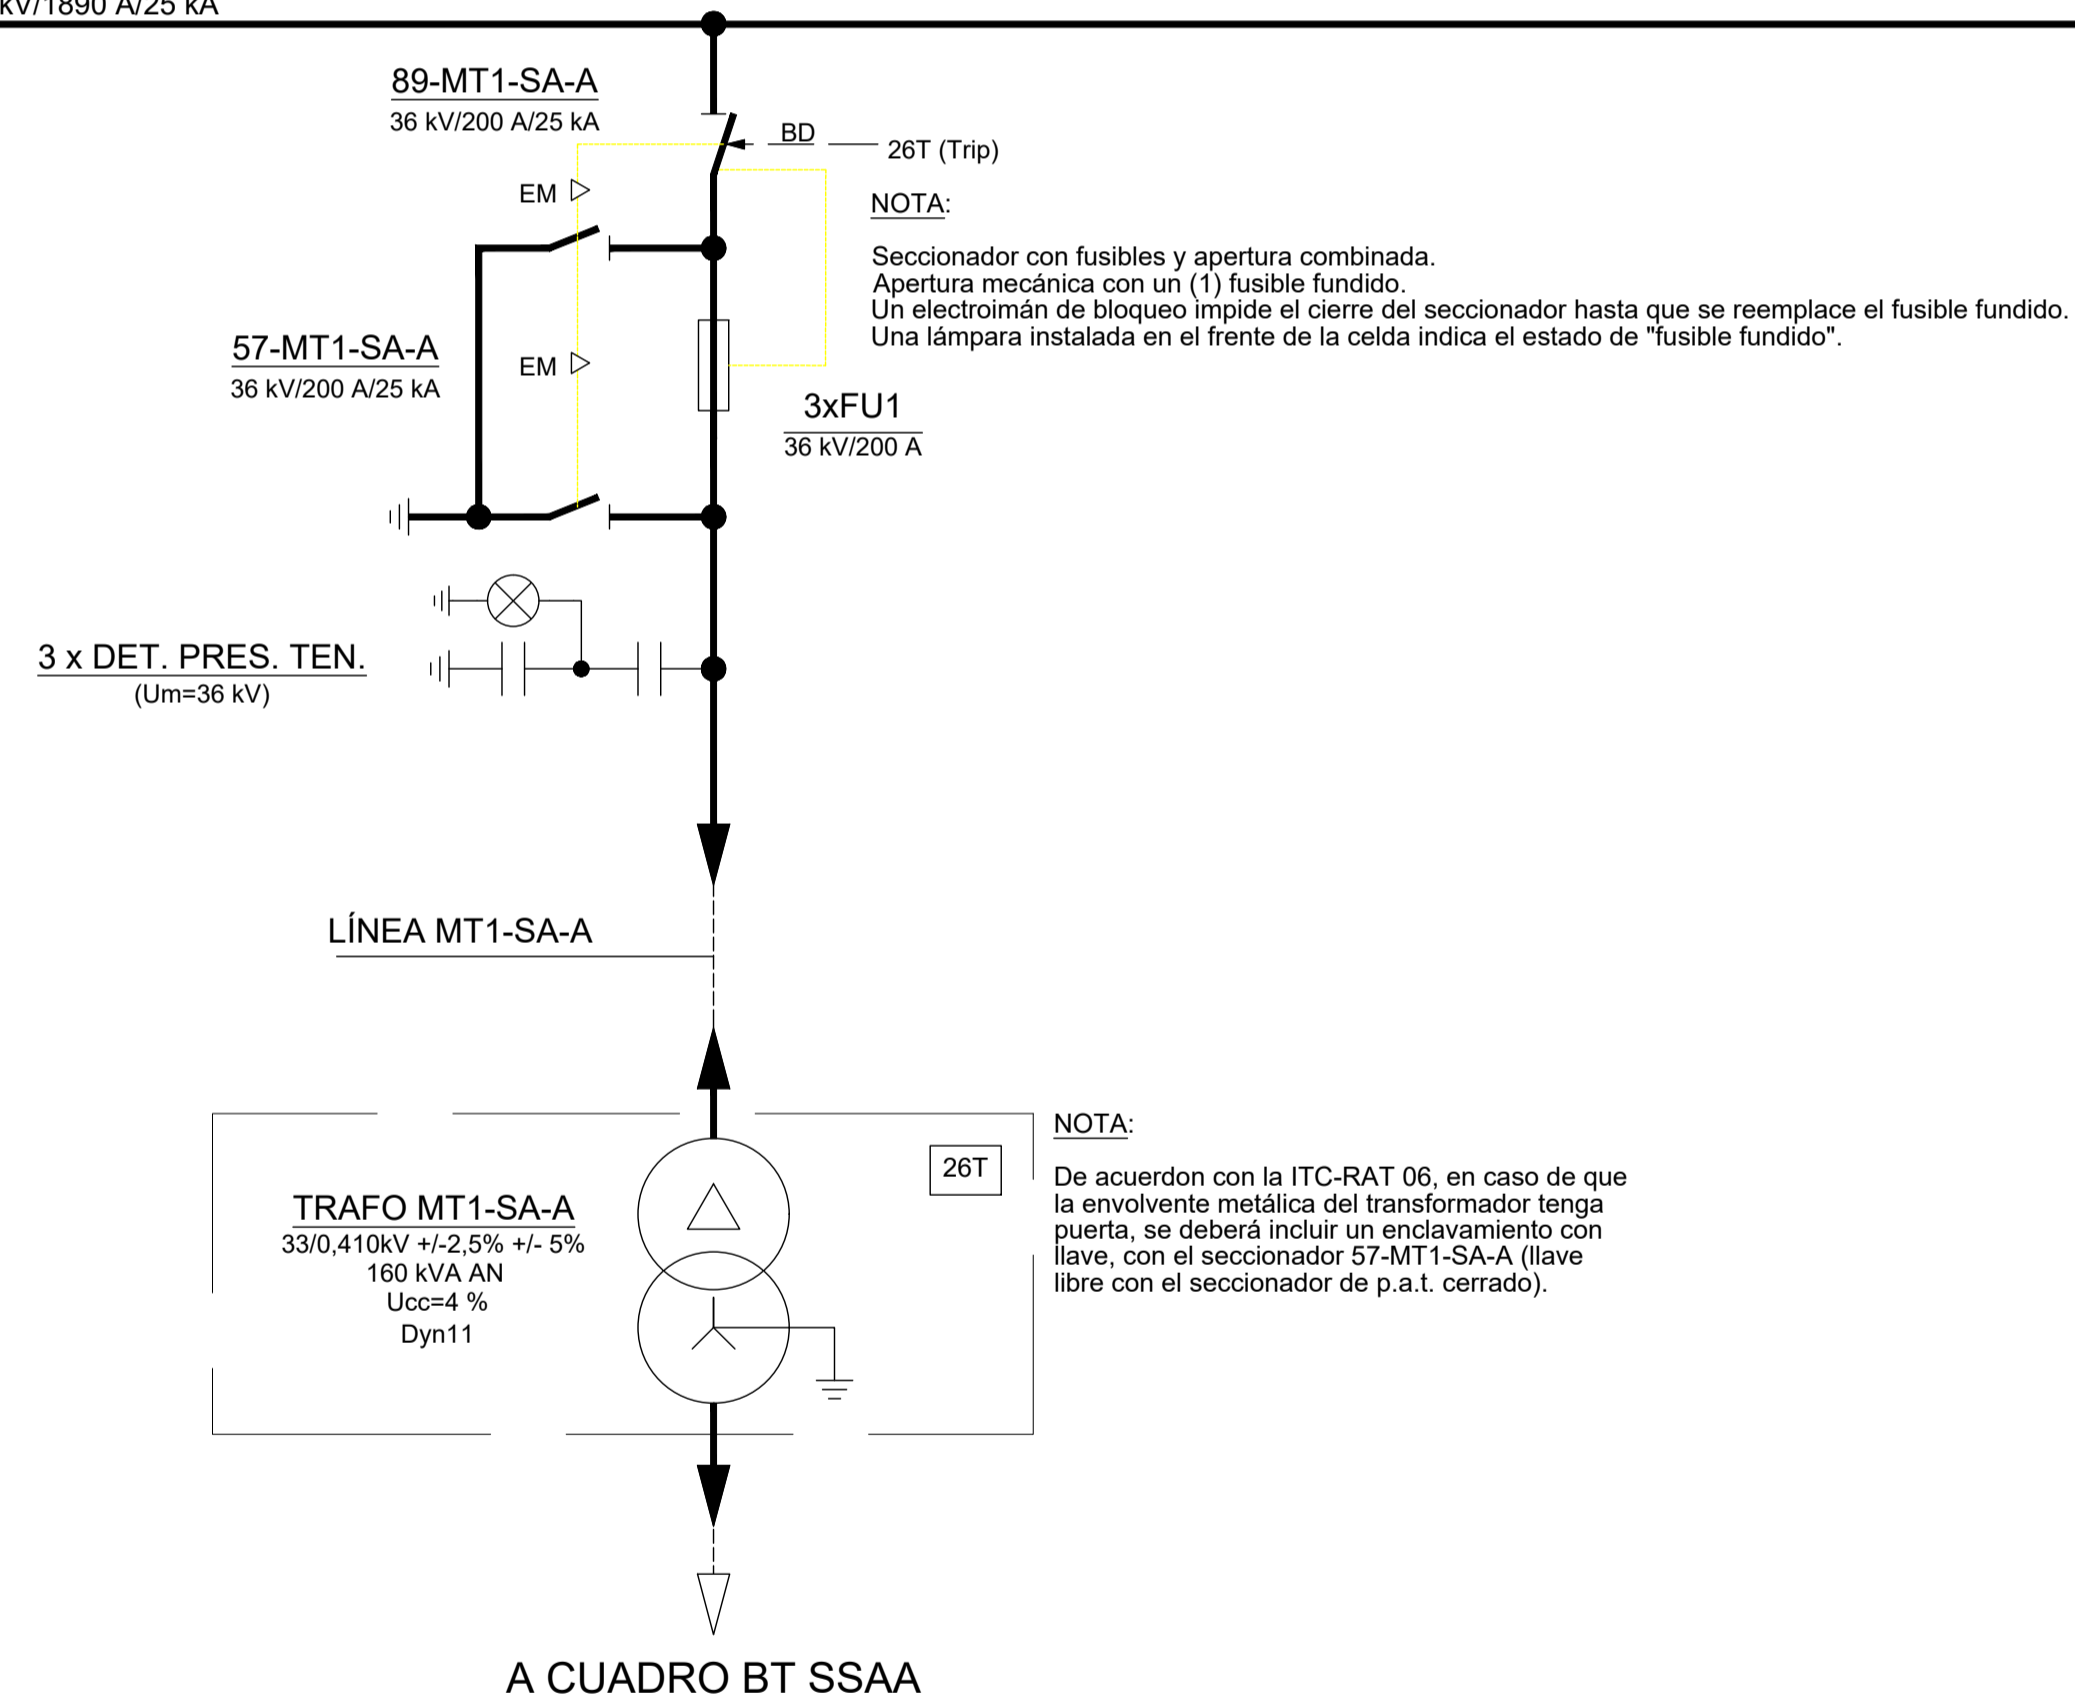 kV/1890 A/25 kA
89-MT1-SA-A
36 kV/200 A/25 kA
BD
26T (Trip)
EM
NOTA:
Seccionador con fusibles y apertura combinada.
Apertura mecánica con un (1) fusible fundido.
Un electroimán de bloqueo impide el cierre del seccionador hasta que se reemplace el fusible fundido.
Una lámpara instalada en el frente de la celda indica el estado de "fusible fundido".
57-MT1-SA-A
36 kV/200 A/25 kA
EM
3xFU1
36 kV/200 A
3 x DET. PRES. TEN.
(Um=36 kV)
LÍNEA MT1-SA-A
NOTA:
26T
De acuerdon con la ITC-RAT 06, en caso de que
la envolvente metálica del transformador tenga
puerta, se deberá incluir un enclavamiento con
llave, con el seccionador 57-MT1-SA-A (llave
libre con el seccionador de p.a.t. cerrado).
TRAFO MT1-SA-A
33/0,410kV +/-2,5% +/- 5%
160 kVA AN
Ucc=4 %
Dyn11
A CUADRO BT SSAA